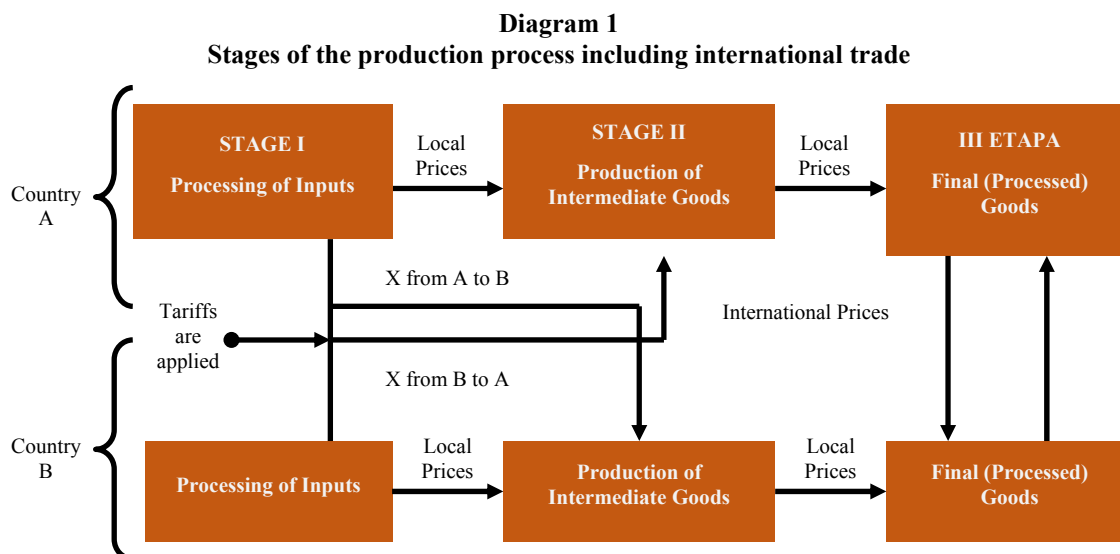 Diagram 1
Stages of the production process including international trade
Country
A
STAGE I
Processing of Inputs
Local
Prices
STAGE II
Production of
Intermediate Goods
Local
Prices
III ETAPA
Final (Processed)
Goods
X from A to B
International Prices
Tariffs
are
applied
X from B to A
Country
B
Processing of Inputs
Local
Prices
Production of
Intermediate Goods
Local
Prices
Final (Processed)
Goods